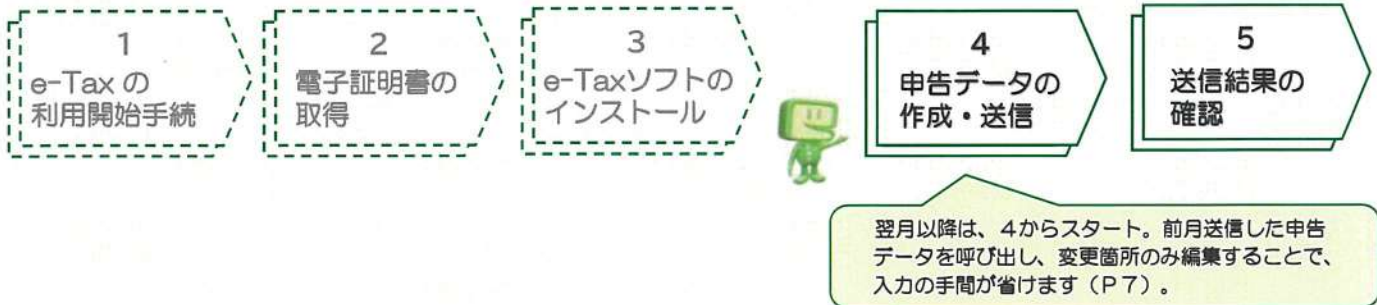 1
e-Tax の
利用開始手続
2
電子証明書の
取得
3
e-Taxソフトの
インストール
4
申告データの
作成・送信
5
送信結果の
確認
翌月以降は、4からスタート。前月送信した申告
データを呼び出し、変更箇所のみ編集することで、
入力の手間が省けます（P7）。